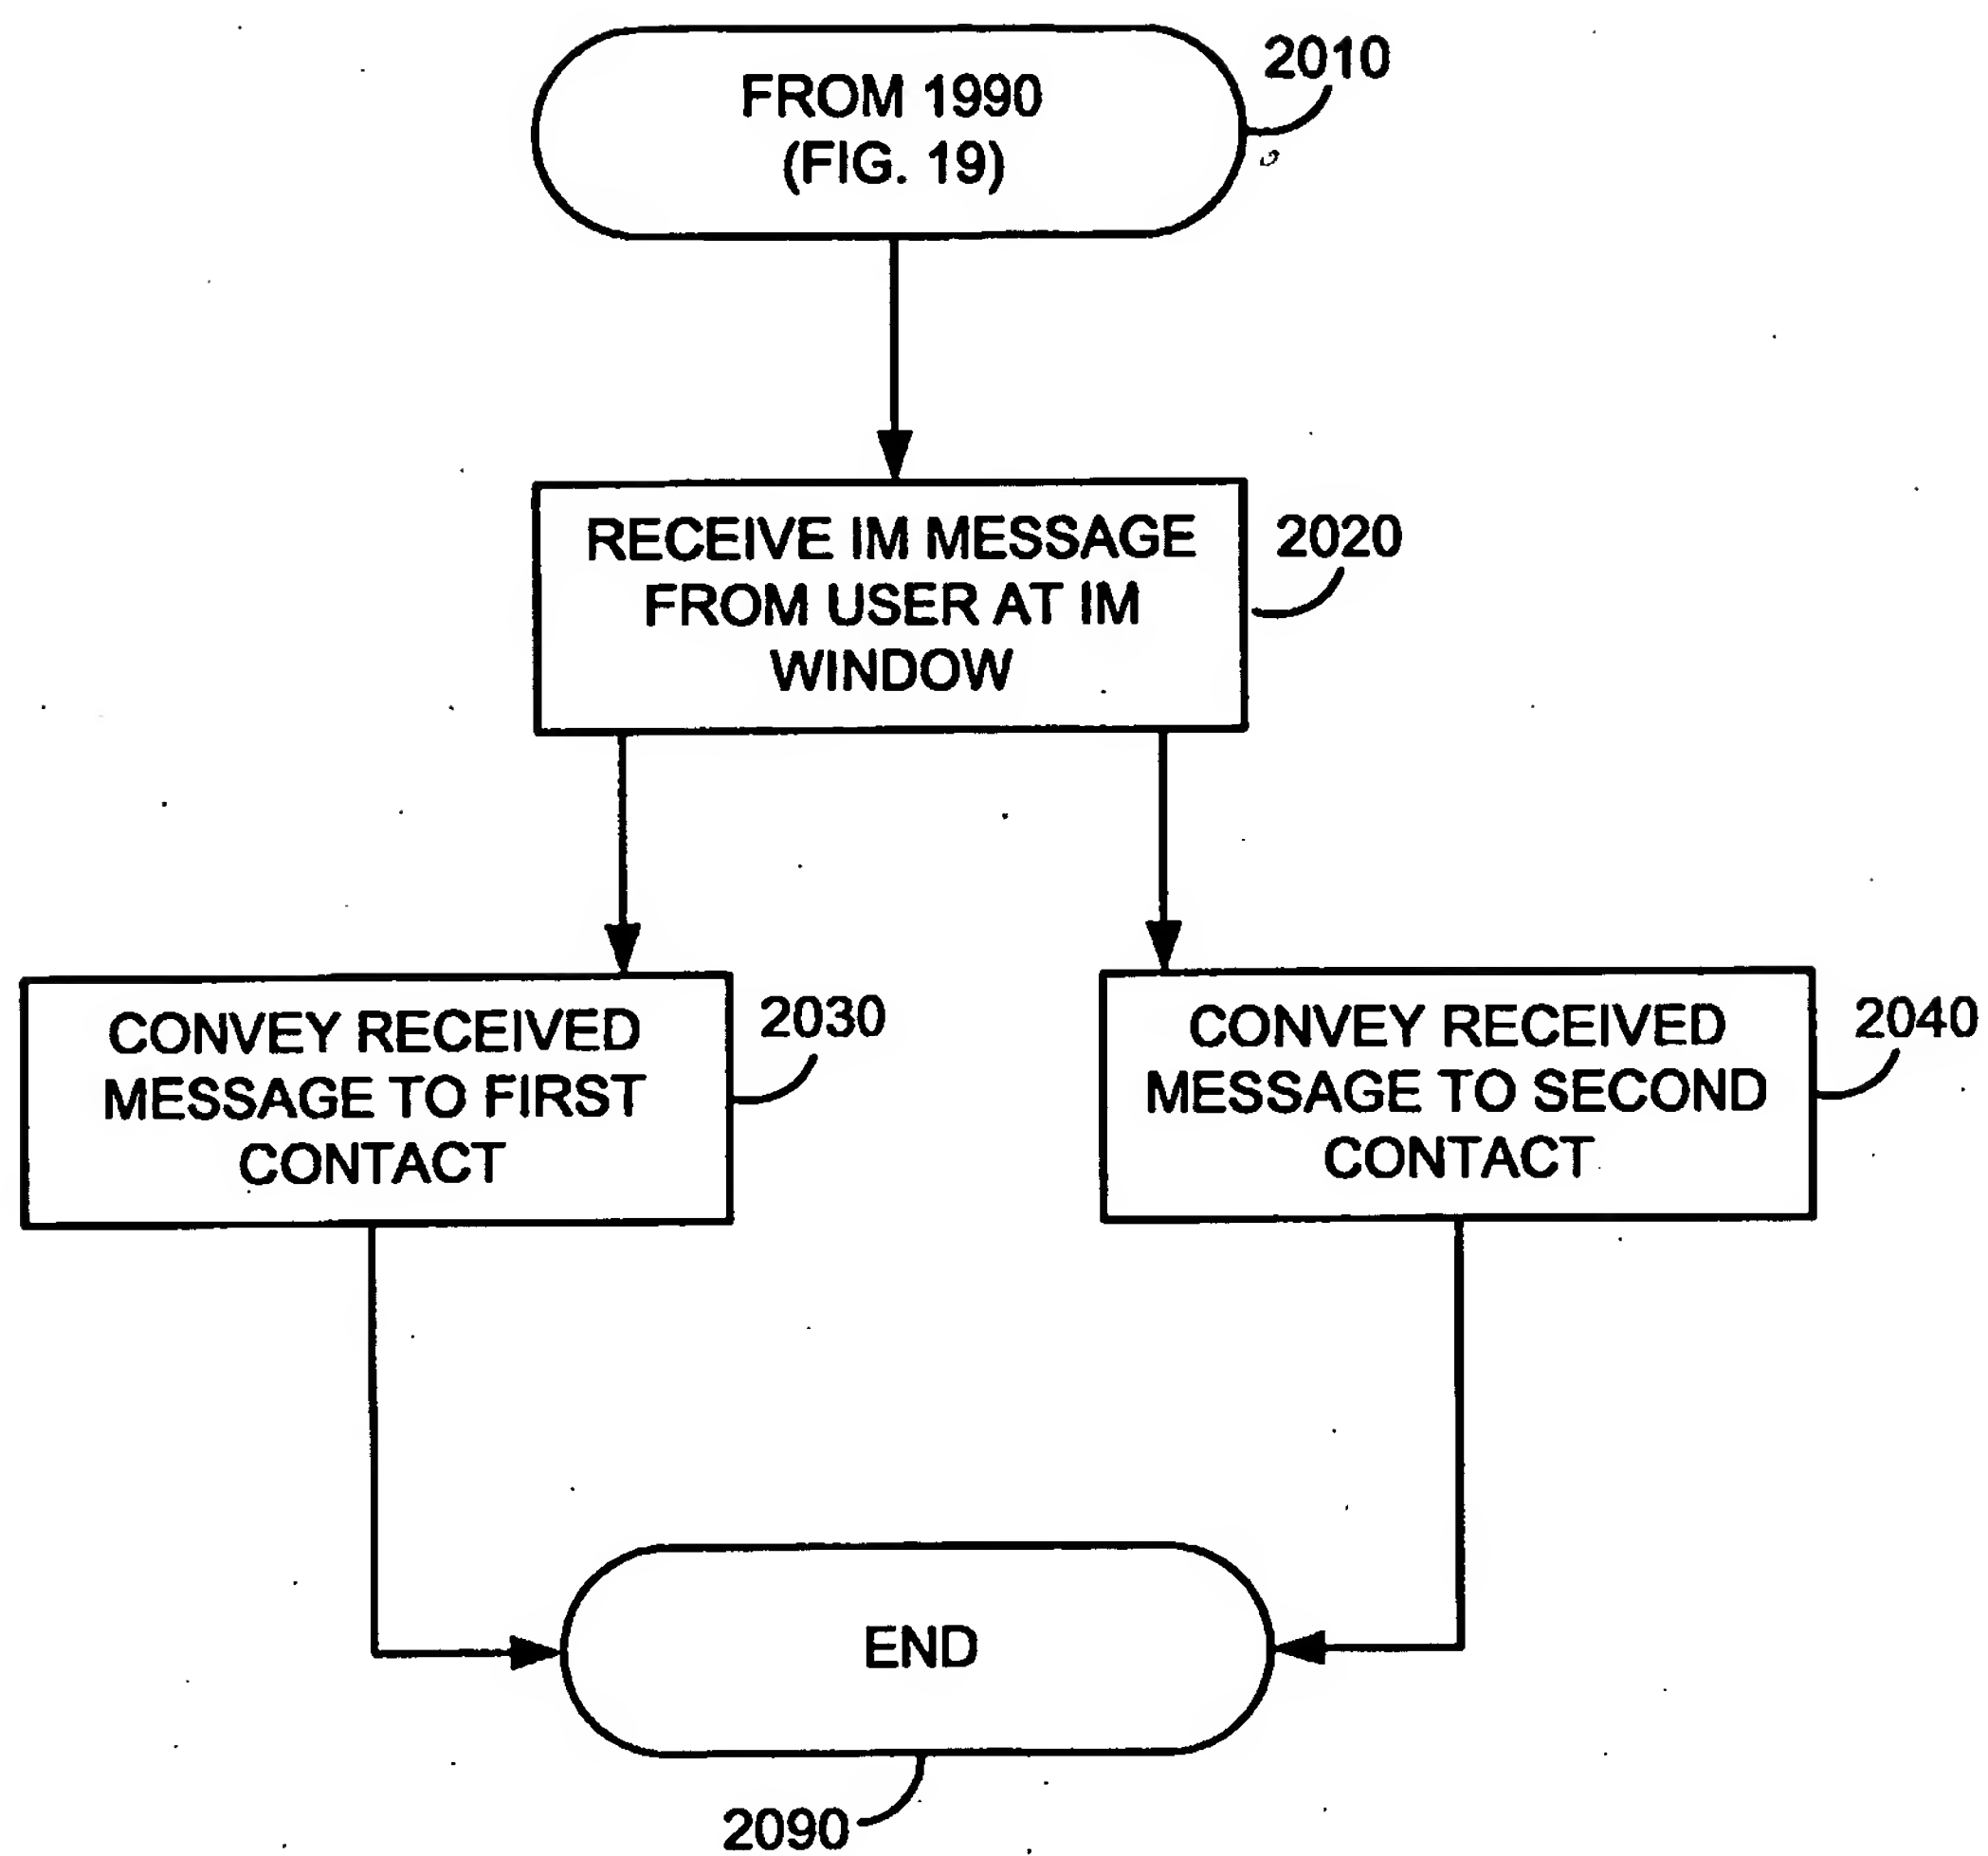 FROM 1990
(FIG. 19)
2010
RECEIVE IM MESSAGE
FROM USER AT IM
WINDOW
2020
CONVEY RECEIVED
MESSAGE TO FIRST
CONTACT
2030
CONVEY RECEIVED
MESSAGE TO SECOND
CONTACT
2040
END
2090